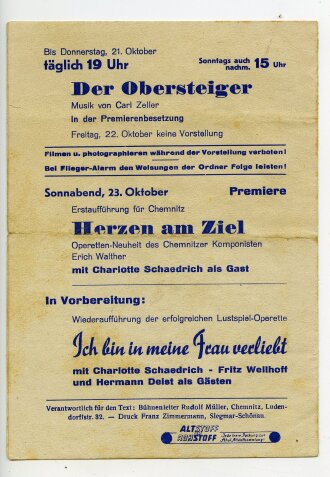 Bis Donnerstag, 21. Oktober
täglich 19 Uhr
Sonntags auch
nachm. 15 Uhr
Der Obersteiger
Musik von Carl Zeller
In der Premierenbesetzung
Freitag, 22. Oktober keine Vorstellung
Filmen u. photographieren während der Vorstellung verboten!
Bei Flieger-Alarm den Weisungen der Ordner Folge leisten!
Sonnabend, 23. Oktober Premiere
Erstaufführung für Chemnitz
Herzen am Ziel
Operetten-Neuheit des Chemnitzer Komponisten
Erich Walther
mit Charlotte Schaedrich als Gast
In Vorbereitung:
Wiederaufführung der erfolgreichen Lustspiel-Operette
Ich bin in meine Frau verliebt
mit Charlotte Schaedrich - Fritz Wellhoff
und Hermann Deist als Gästen
Verantwortlich für den Text: Bühnenleiter Rudolf Müller, Chemnitz, Luden-
dorffstr. 32. — Druck Franz Zimmermann, Siegmar-Schönau.
ALTSTOFF
ROHSTOFF